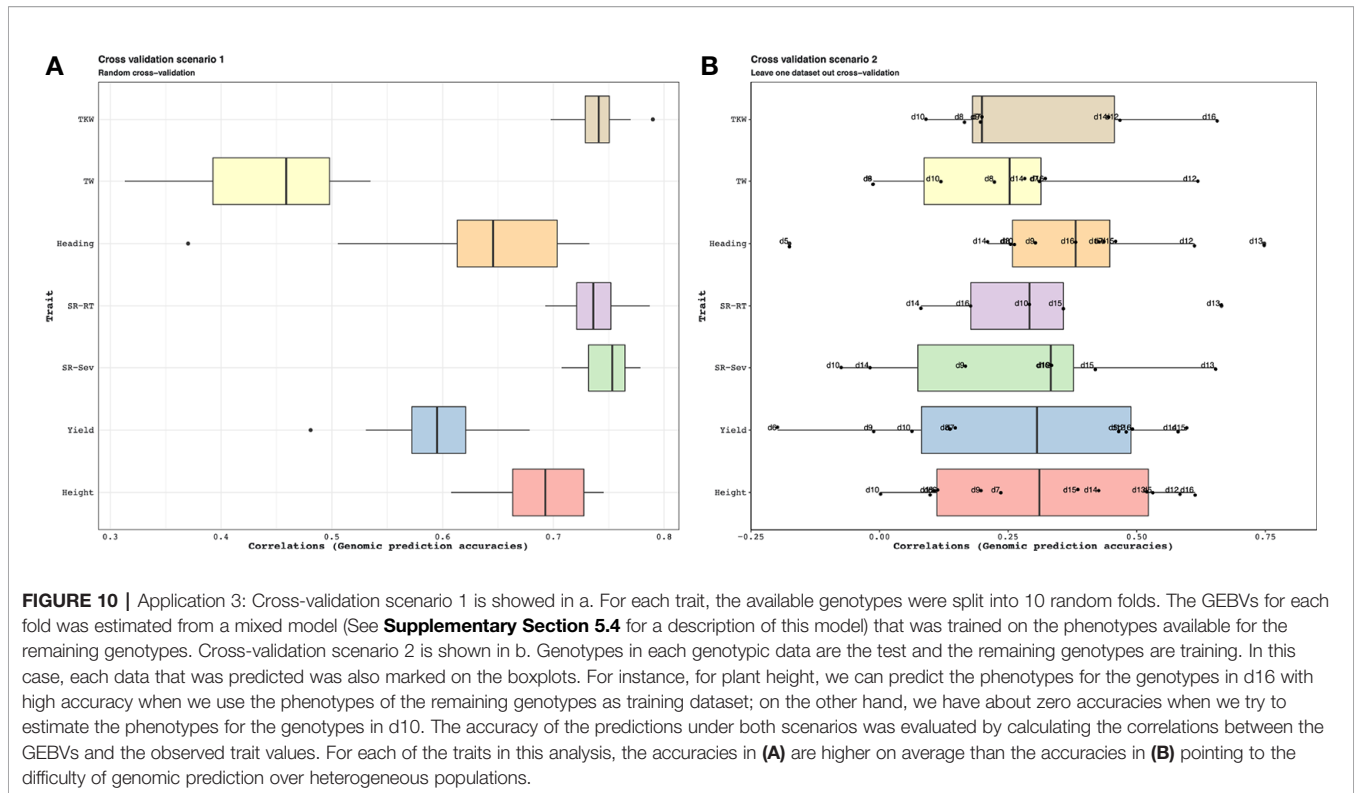 A
Cross validation scenario 1
Random cross-validation
Trait
TKW
TW
Heading
SR-RT
SR-Sev
Yield
Height
0.3 0.4 0.5 0.6 0.7 0.8
Correlations (Genomic prediction accuracies)
B
Cross validation scenario 2
Leave one dataset out cross-validation
Trait
TKW d10 d8 d12 d16
TW d10 d8 d14 d12
Heading d5 d14 d9 d16 d15 d12 d13
SR-RT d14 d16 d10 d15 d13
SR-Sev d10 d14 d9 d15 d13
Yield d9 d10 d15
Height d10 d9 d7 d15 d14 d12 d16
-0.25 0.00 0.25 0.50 0.75
Correlations (Genomic prediction accuracies)
FIGURE 10 | Application 3: Cross-validation scenario 1 is showed in a. For each trait, the available genotypes were split into 10 random folds. The GEBVs for each
fold was estimated from a mixed model (See Supplementary Section 5.4 for a description of this model) that was trained on the phenotypes available for the
remaining genotypes. Cross-validation scenario 2 is shown in b. Genotypes in each genotypic data are the test and the remaining genotypes are training. In this
case, each data that was predicted was also marked on the boxplots. For instance, for plant height, we can predict the phenotypes for the genotypes in d16 with
high accuracy when we use the phenotypes of the remaining genotypes as training dataset; on the other hand, we have about zero accuracies when we try to
estimate the phenotypes for the genotypes in d10. The accuracy of the predictions under both scenarios was evaluated by calculating the correlations between the
GEBVs and the observed trait values. For each of the traits in this analysis, the accuracies in (A) are higher on average than the accuracies in (B) pointing to the
difficulty of genomic prediction over heterogeneous populations.